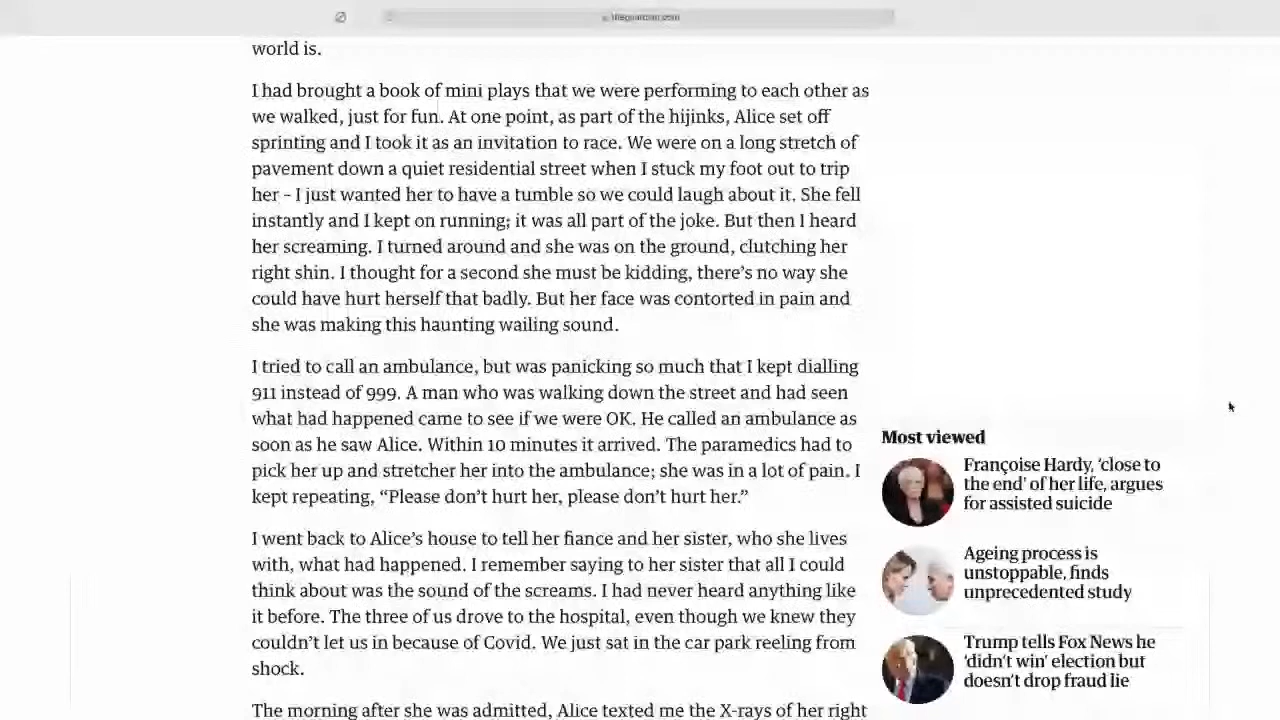 theguardian.com
world is.
I had brought a book of mini plays that we were performing to each other as
we walked, just for fun. At one point, as part of the hijinks, Alice set off
sprinting and I took it as an invitation to race. We were on a long stretch of
pavement down a quiet residential street when I stuck my foot out to trip
her – I just wanted her to have a tumble so we could laugh about it. She fell
instantly and I kept on running; it was all part of the joke. But then I heard
her screaming. I turned around and she was on the ground, clutching her
right shin. I thought for a second she must be kidding, there’s no way she
could have hurt herself that badly. But her face was contorted in pain and
she was making this haunting wailing sound.
I tried to call an ambulance, but was panicking so much that I kept dialling
911 instead of 999. A man who was walking down the street and had seen
what had happened came to see if we were OK. He called an ambulance as
soon as he saw Alice. Within 10 minutes it arrived. The paramedics had to
pick her up and stretcher her into the ambulance; she was in a lot of pain. I
kept repeating, “Please don’t hurt her, please don’t hurt her.”
I went back to Alice’s house to tell her fiance and her sister, who she lives
with, what had happened. I remember saying to her sister that all I could
think about was the sound of the screams. I had never heard anything like
it before. The three of us drove to the hospital, even though we knew they
couldn’t let us in because of Covid. We just sat in the car park reeling from
shock.
The morning after she was admitted, Alice texted me the X-rays of her right
Most viewed
Françoise Hardy, ‘close to
the end’ of her life, argues
for assisted suicide
Ageing process is
unstoppable, finds
unprecedented study
Trump tells Fox News he
‘didn’t win’ election but
doesn’t drop fraud lie